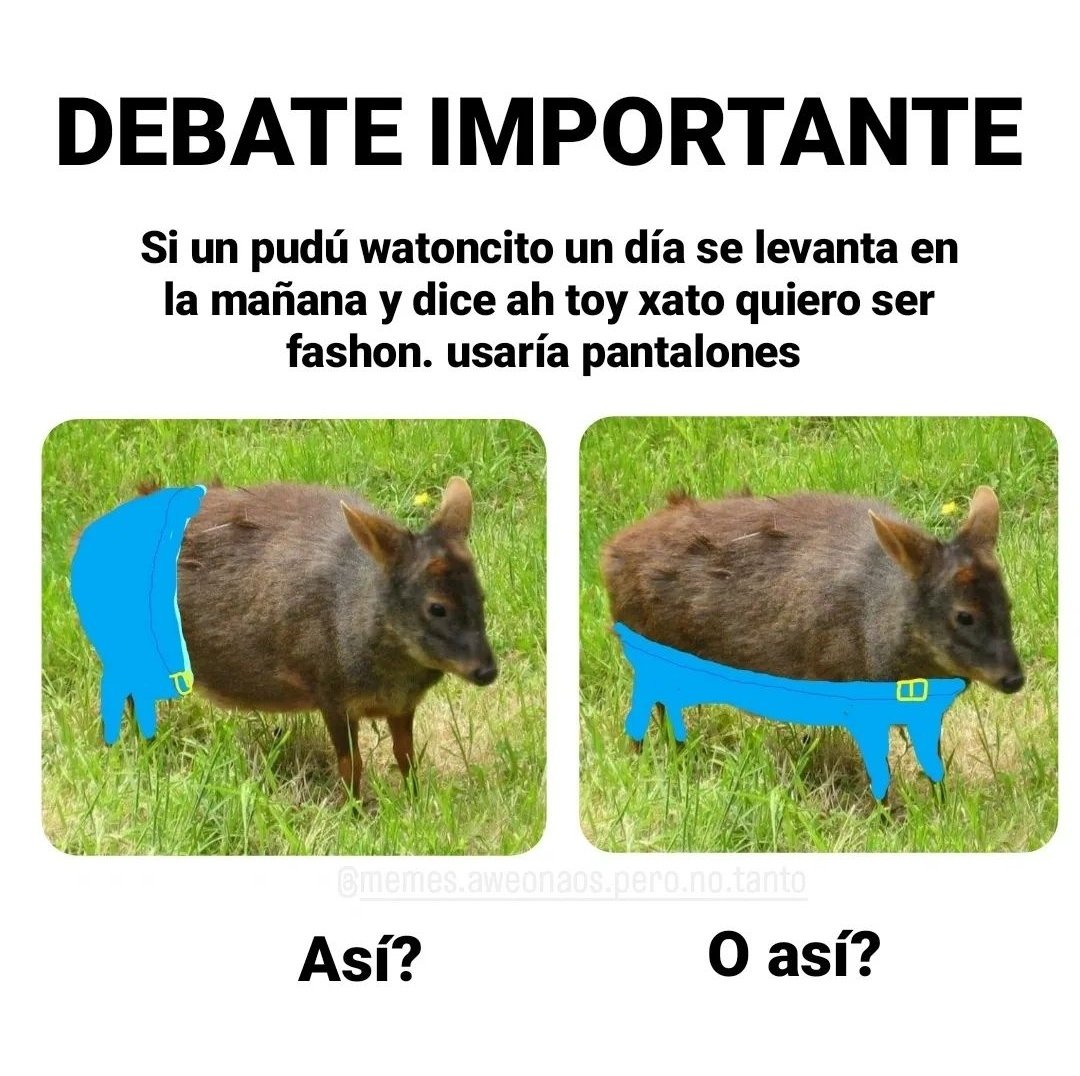 DEBATE IMPORTANTE
Si un pudú watoncito un día se levanta en
la mañana y dice ah toy xato quiero ser
fashon. usaría pantalones
@memes.aweonaos.pero.no.tanto
Así?
O así?